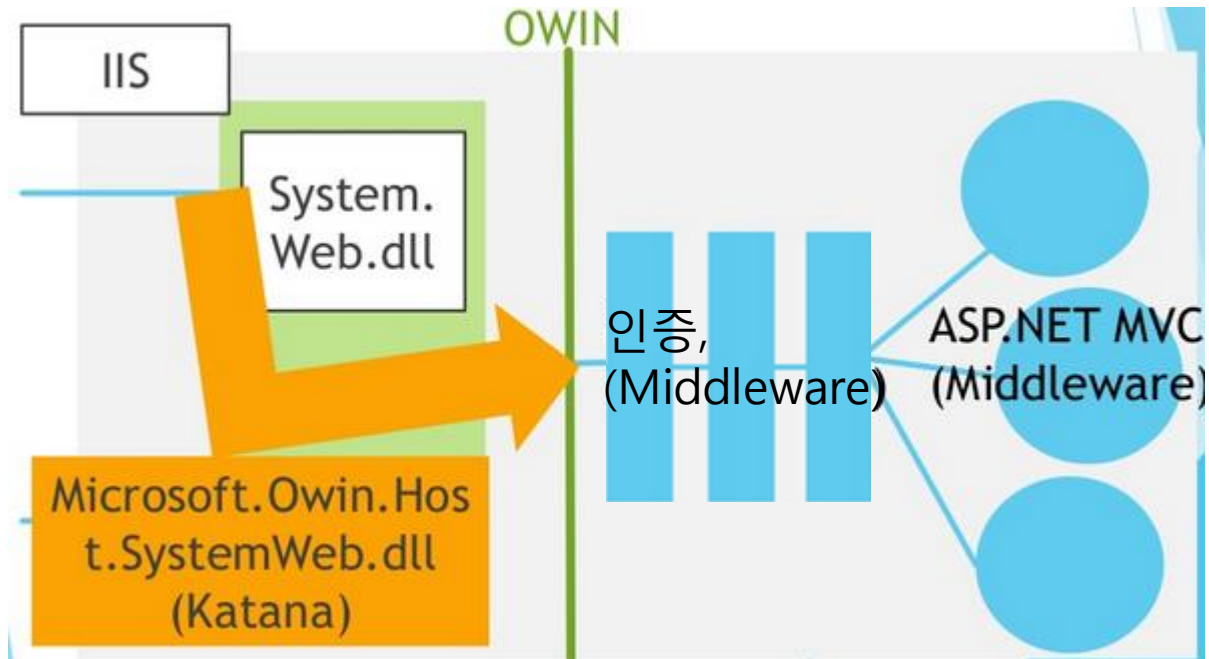 OWIN
IIS
System.
Web.dll
인증,
(Middleware)
ASP.NET MVC
(Middleware)
Microsoft.Owin.Hos
t.SystemWeb.dll
(Katana)